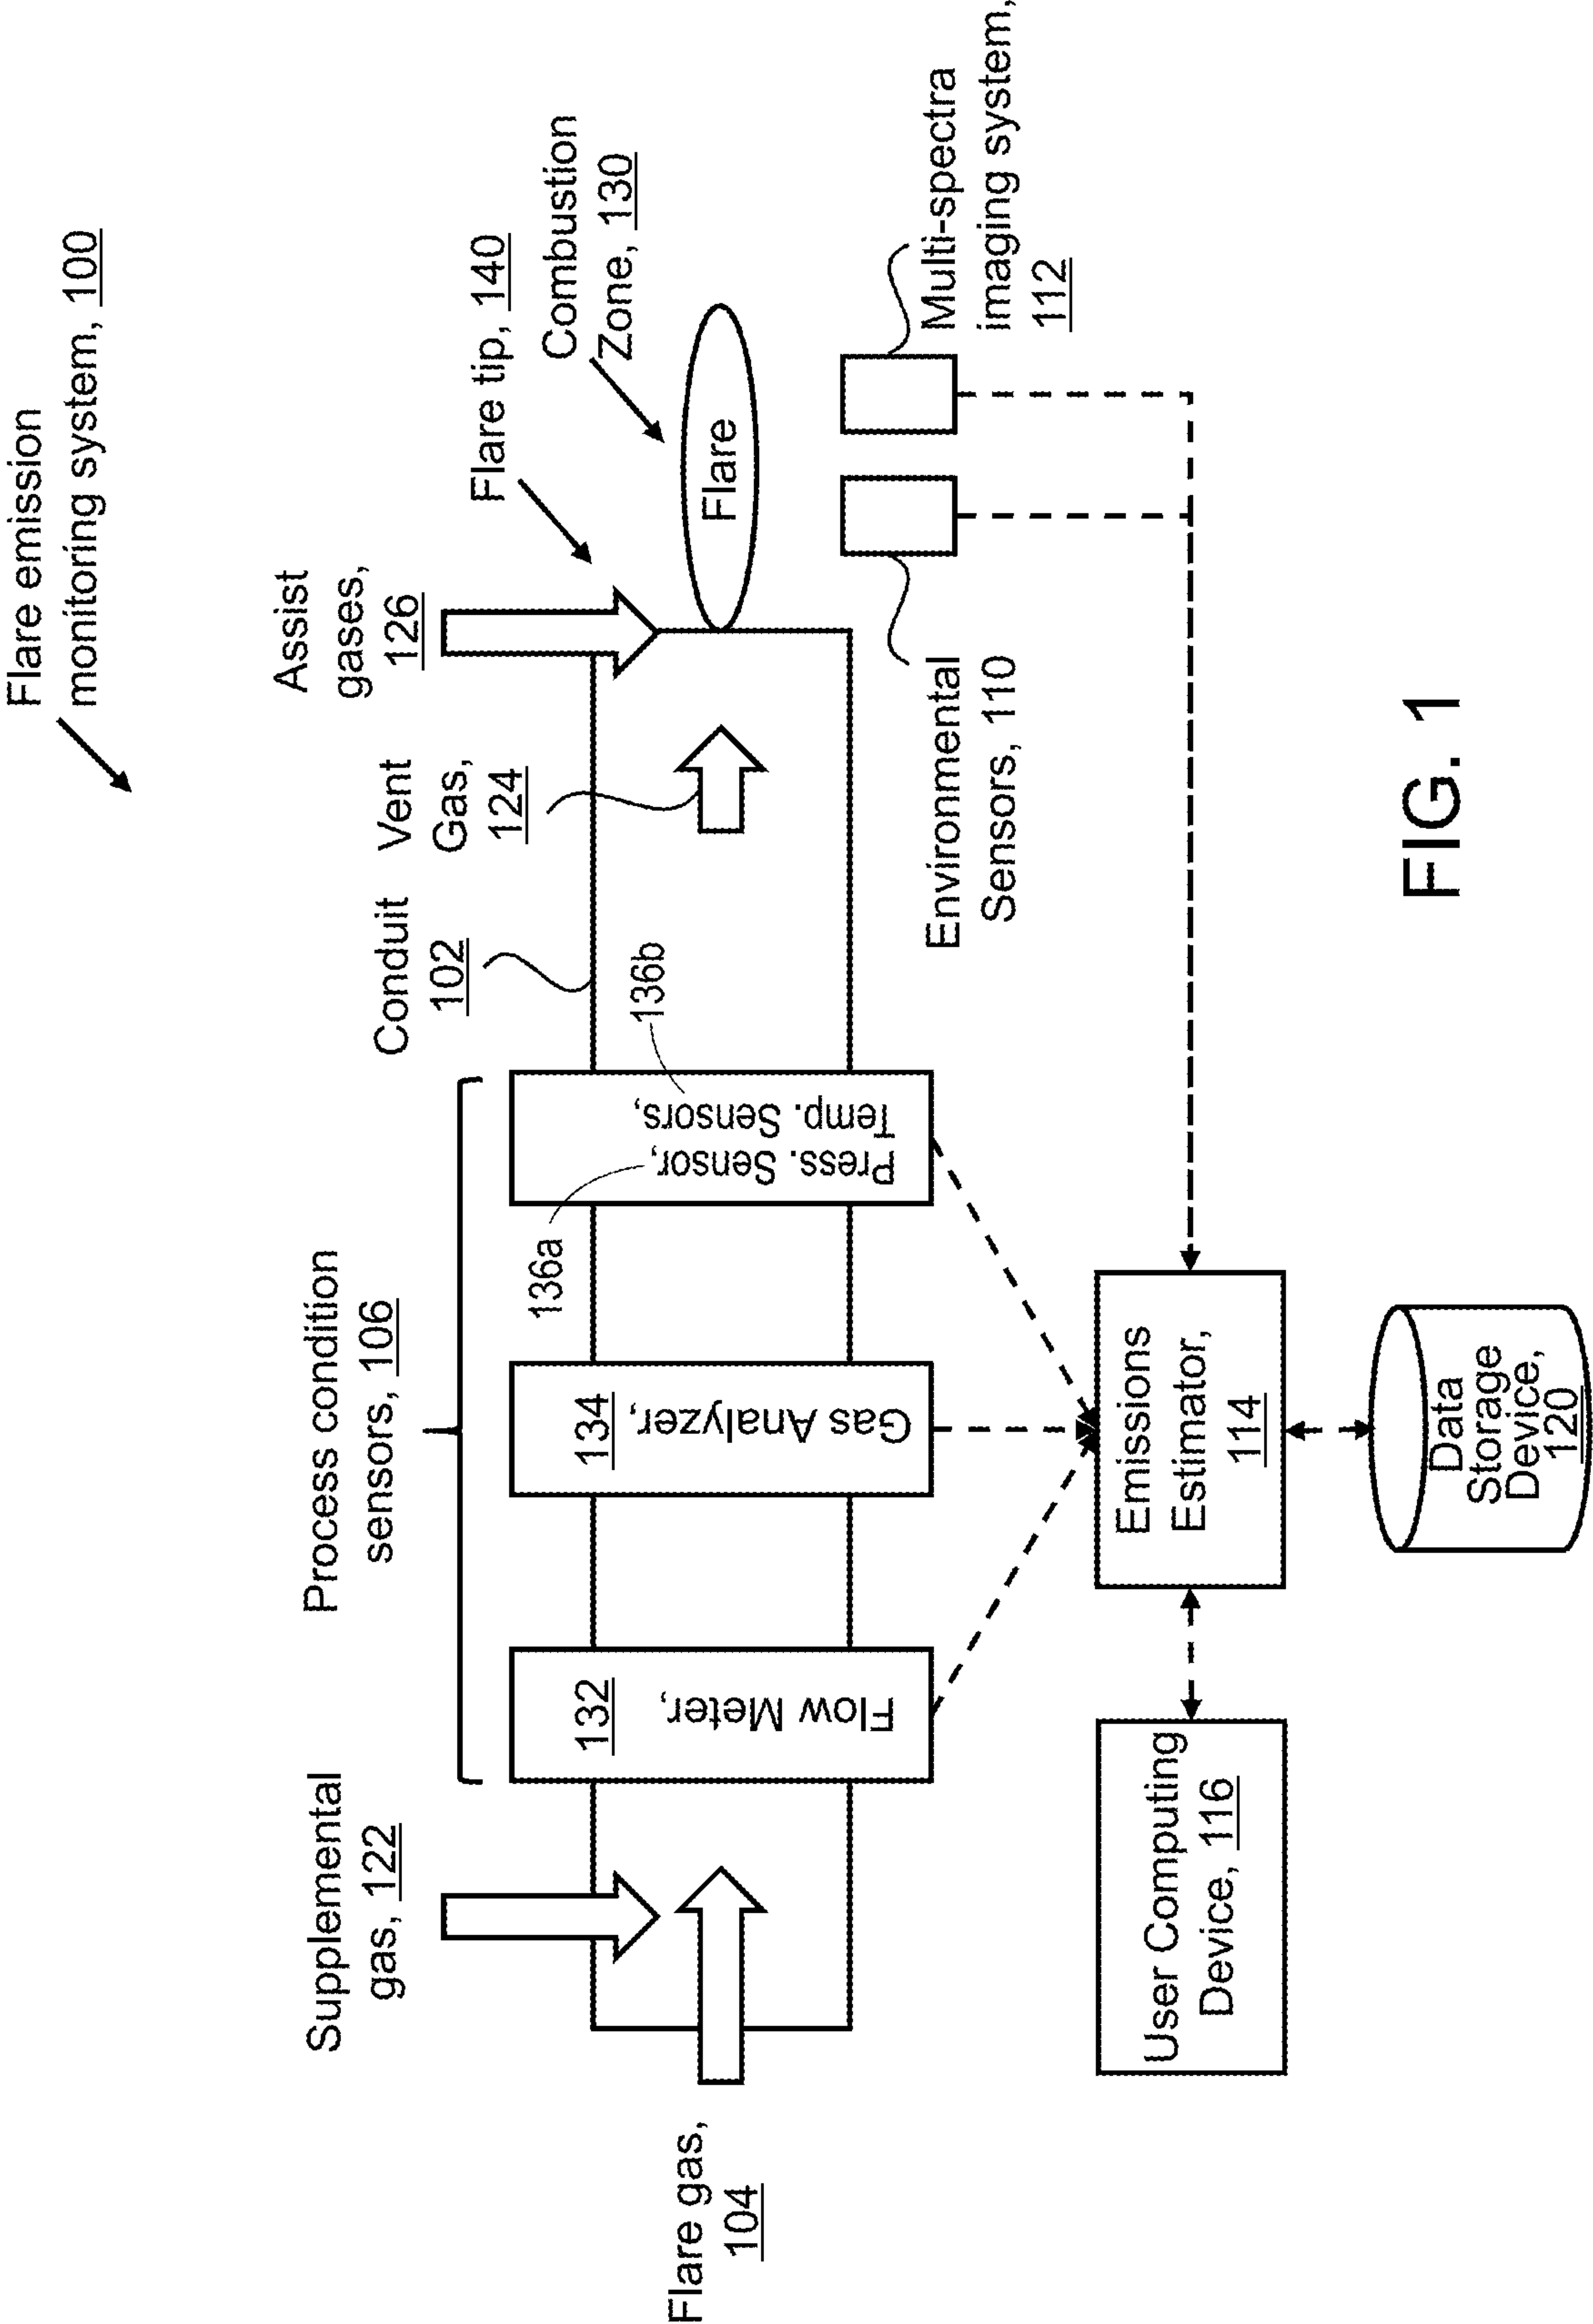 Flare emission
monitoring system, 100
Supplemental
gas, 122
Process condition
sensors, 106
Conduit
102
Vent
Gas,
124
Assist
gases,
126
Flare tip, 140
Combustion
Zone, 130
Flare gas,
104
132
Flow Meter,
134
Gas Analyzer,
136a
Press. Sensor,
Temp. Sensors,
136b
Flare
Environmental
Sensors, 110
Multi-spectra
imaging system,
112
User Computing
Device, 116
Emissions
Estimator,
114
Data
Storage
Device,
120
FIG. 1